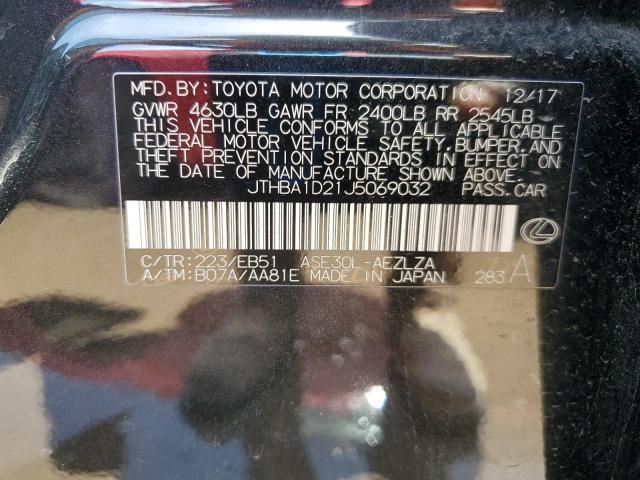 MFD.BY: TOYOTA MOTOR CORPORATION 12/17
GVWR 4630LB GAWR FR 2400LB RR 2545LB
THIS VEHICLE CONFORMS TO ALL APPLICABLE
FEDERAL MOTOR VEHICLE SAFETY, BUMPER, AND
THEFT PREVENTION STANDARDS IN EFFECT ON
THE DATE OF MANUFACTURE SHOWN ABOVE.
JTHBA1D21J5069032 PASS.CAR
C/TR: 223/EB51 ASE30L-AEZLZA
A/TM: B07A/AA81E MADE IN JAPAN 283 A